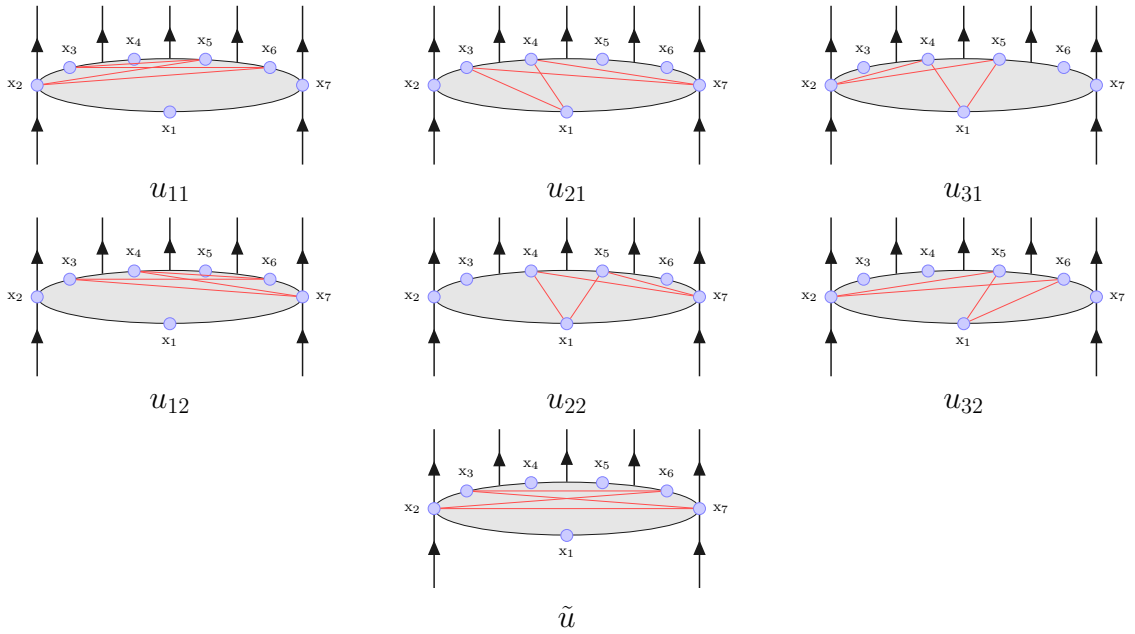 x₃ x₄ x₅ x₆ x₃ x₄ x₅ x₆ x₃ x₄ x₅ x₆
x₂ x₇ x₂ x₇ x₂ x₇
x₁ x₁ x₁
u₁₁ u₂₁ u₃₁
x₃ x₄ x₅ x₆ x₃ x₄ x₅ x₆ x₃ x₄ x₅ x₆
x₂ x₇ x₂ x₇ x₂ x₇
x₁ x₁ x₁
u₁₂ u₂₂ u₃₂
x₃ x₄ x₅ x₆
x₂ x₇
x₁
ũ